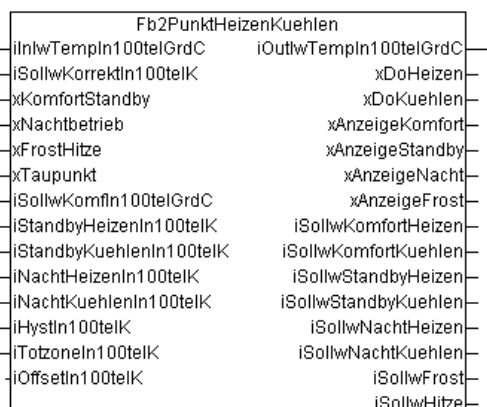 Fb2PunktHeizenKuehlen
iInIwTempIn100telGrdC iOutIwTempIn100telGrdC
iSollwKorrektIn100telK xDoHeizen
xKomfortStandby xDoKuehlen
xNachtbetrieb xAnzeigeKomfort
xFrostHitze xAnzeigeStandby
xTaupunkt xAnzeigeNacht
iSollwKomfIn100telGrdC xAnzeigeFrost
iStandbyHeizenIn100telK iSollwKomfortHeizen
iStandbyKuehlenIn100telK iSollwKomfortKuehlen
iNachtHeizenIn100telK iSollwStandbyHeizen
iNachtKuehlenIn100telK iSollwStandbyKuehlen
iHystIn100telK iSollwNachtHeizen
iTotzoneIn100telK iSollwNachtKuehlen
iOffsetIn100telK iSollwFrost
iSollwHitze